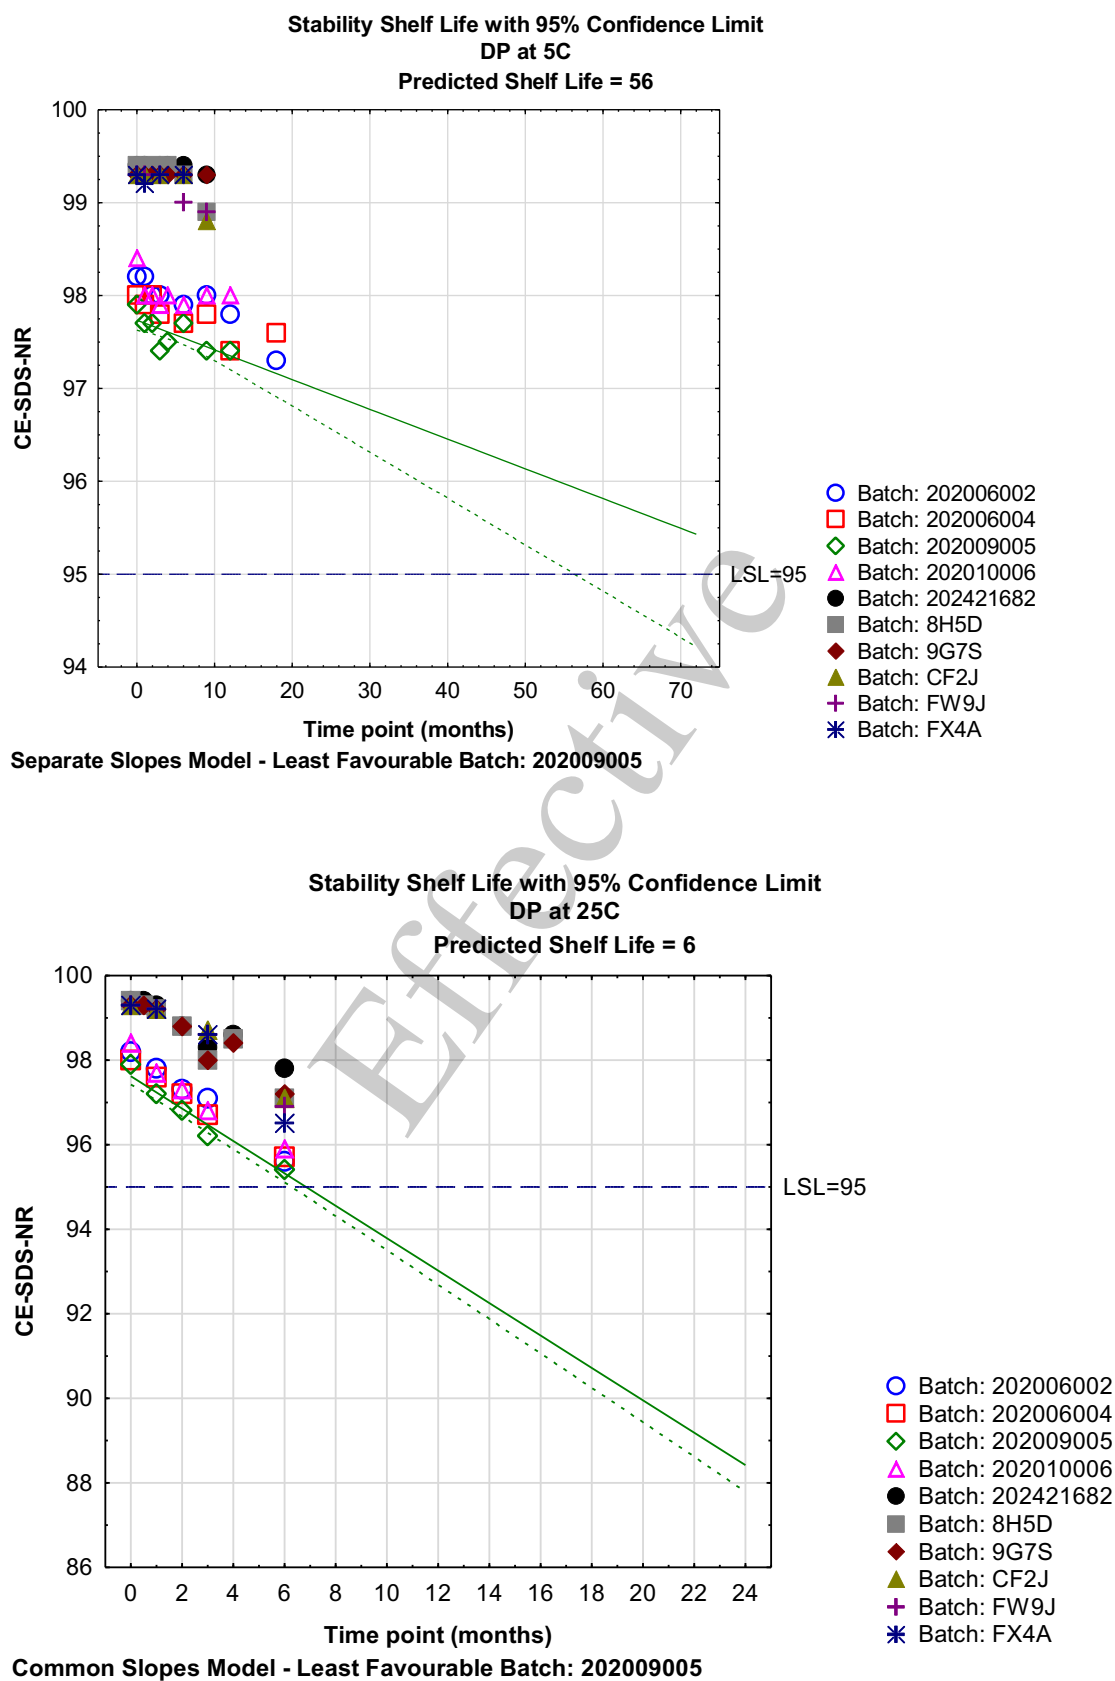 Stability Shelf Life with 95% Confidence Limit
DP at 5C
Predicted Shelf Life = 56
100
99
98
97
96
95
94
CE-SDS-NR
LSL=95
0 10 20 30 40 50 60 70
Time point (months)
Batch: 202006002
Batch: 202006004
Batch: 202009005
Batch: 202010006
Batch: 202421682
Batch: 8H5D
Batch: 9G7S
Batch: CF2J
Batch: FW9J
Batch: FX4A
Separate Slopes Model - Least Favourable Batch: 202009005
Effective
Stability Shelf Life with 95% Confidence Limit
DP at 25C
Predicted Shelf Life = 6
100
98
96
94
92
90
88
86
CE-SDS-NR
LSL=95
0 2 4 6 8 10 12 14 16 18 20 22 24
Time point (months)
Batch: 202006002
Batch: 202006004
Batch: 202009005
Batch: 202010006
Batch: 202421682
Batch: 8H5D
Batch: 9G7S
Batch: CF2J
Batch: FW9J
Batch: FX4A
Common Slopes Model - Least Favourable Batch: 202009005